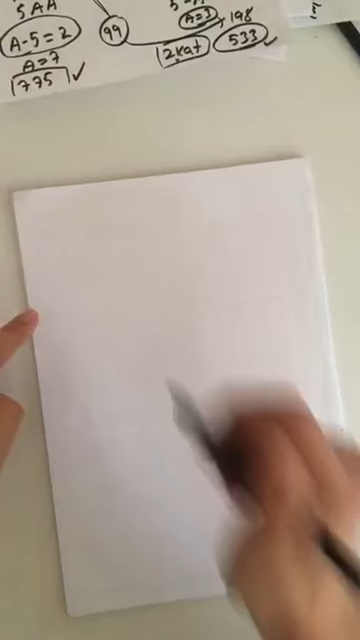 5AA
A-5=2
A=7
775 ✓
99
A=3
198
2kat
533 ✓